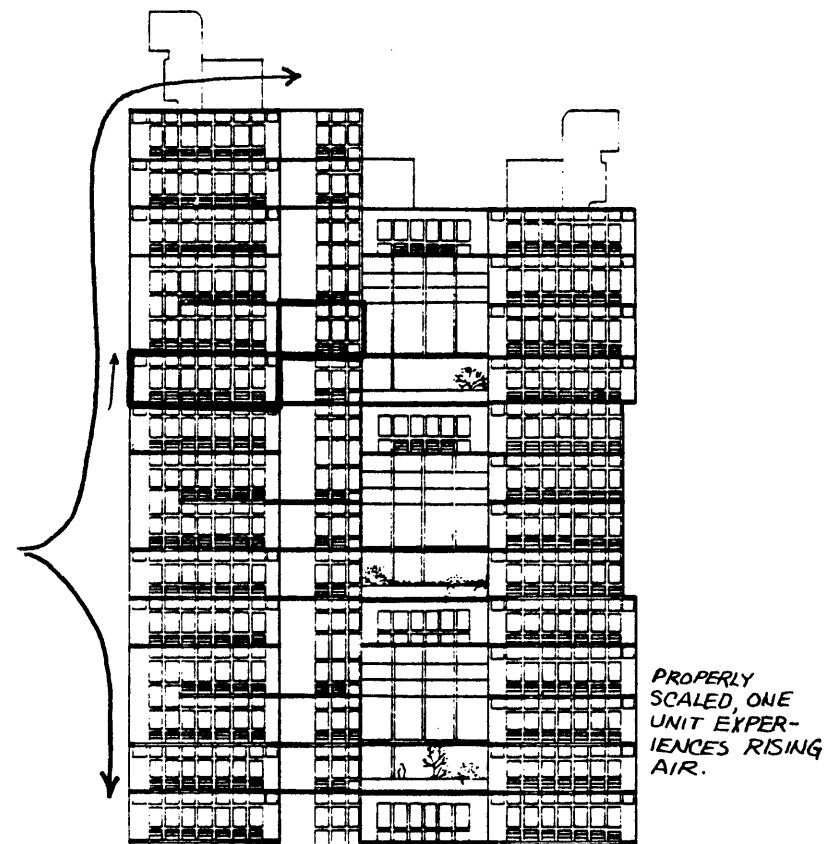 PROPERLY
SCALED, ONE
UNIT EXPER-
IENCES RISING
AIR.